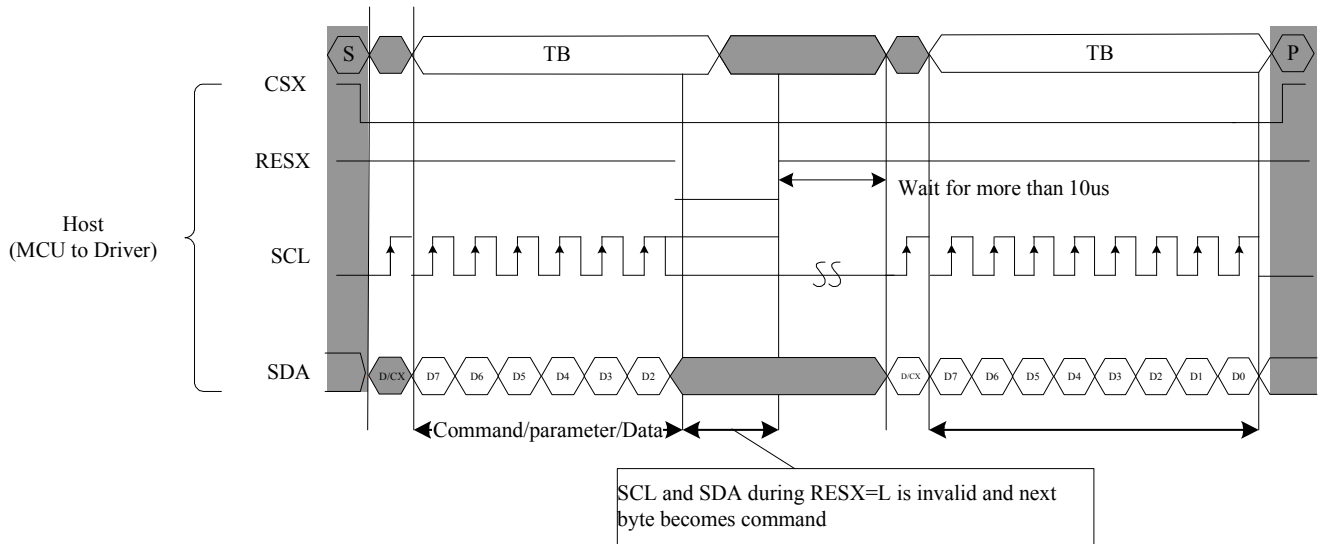 S
TB
TB
P
CSX
RESX
Wait for more than 10us
Host
(MCU to Driver)
SCL
SDA
D/CX
D7
D6
D5
D4
D3
D2
D/CX
D7
D6
D5
D4
D3
D2
D1
D0
Command/parameter/Data
SCL and SDA during RESX=L is invalid and next
byte becomes command